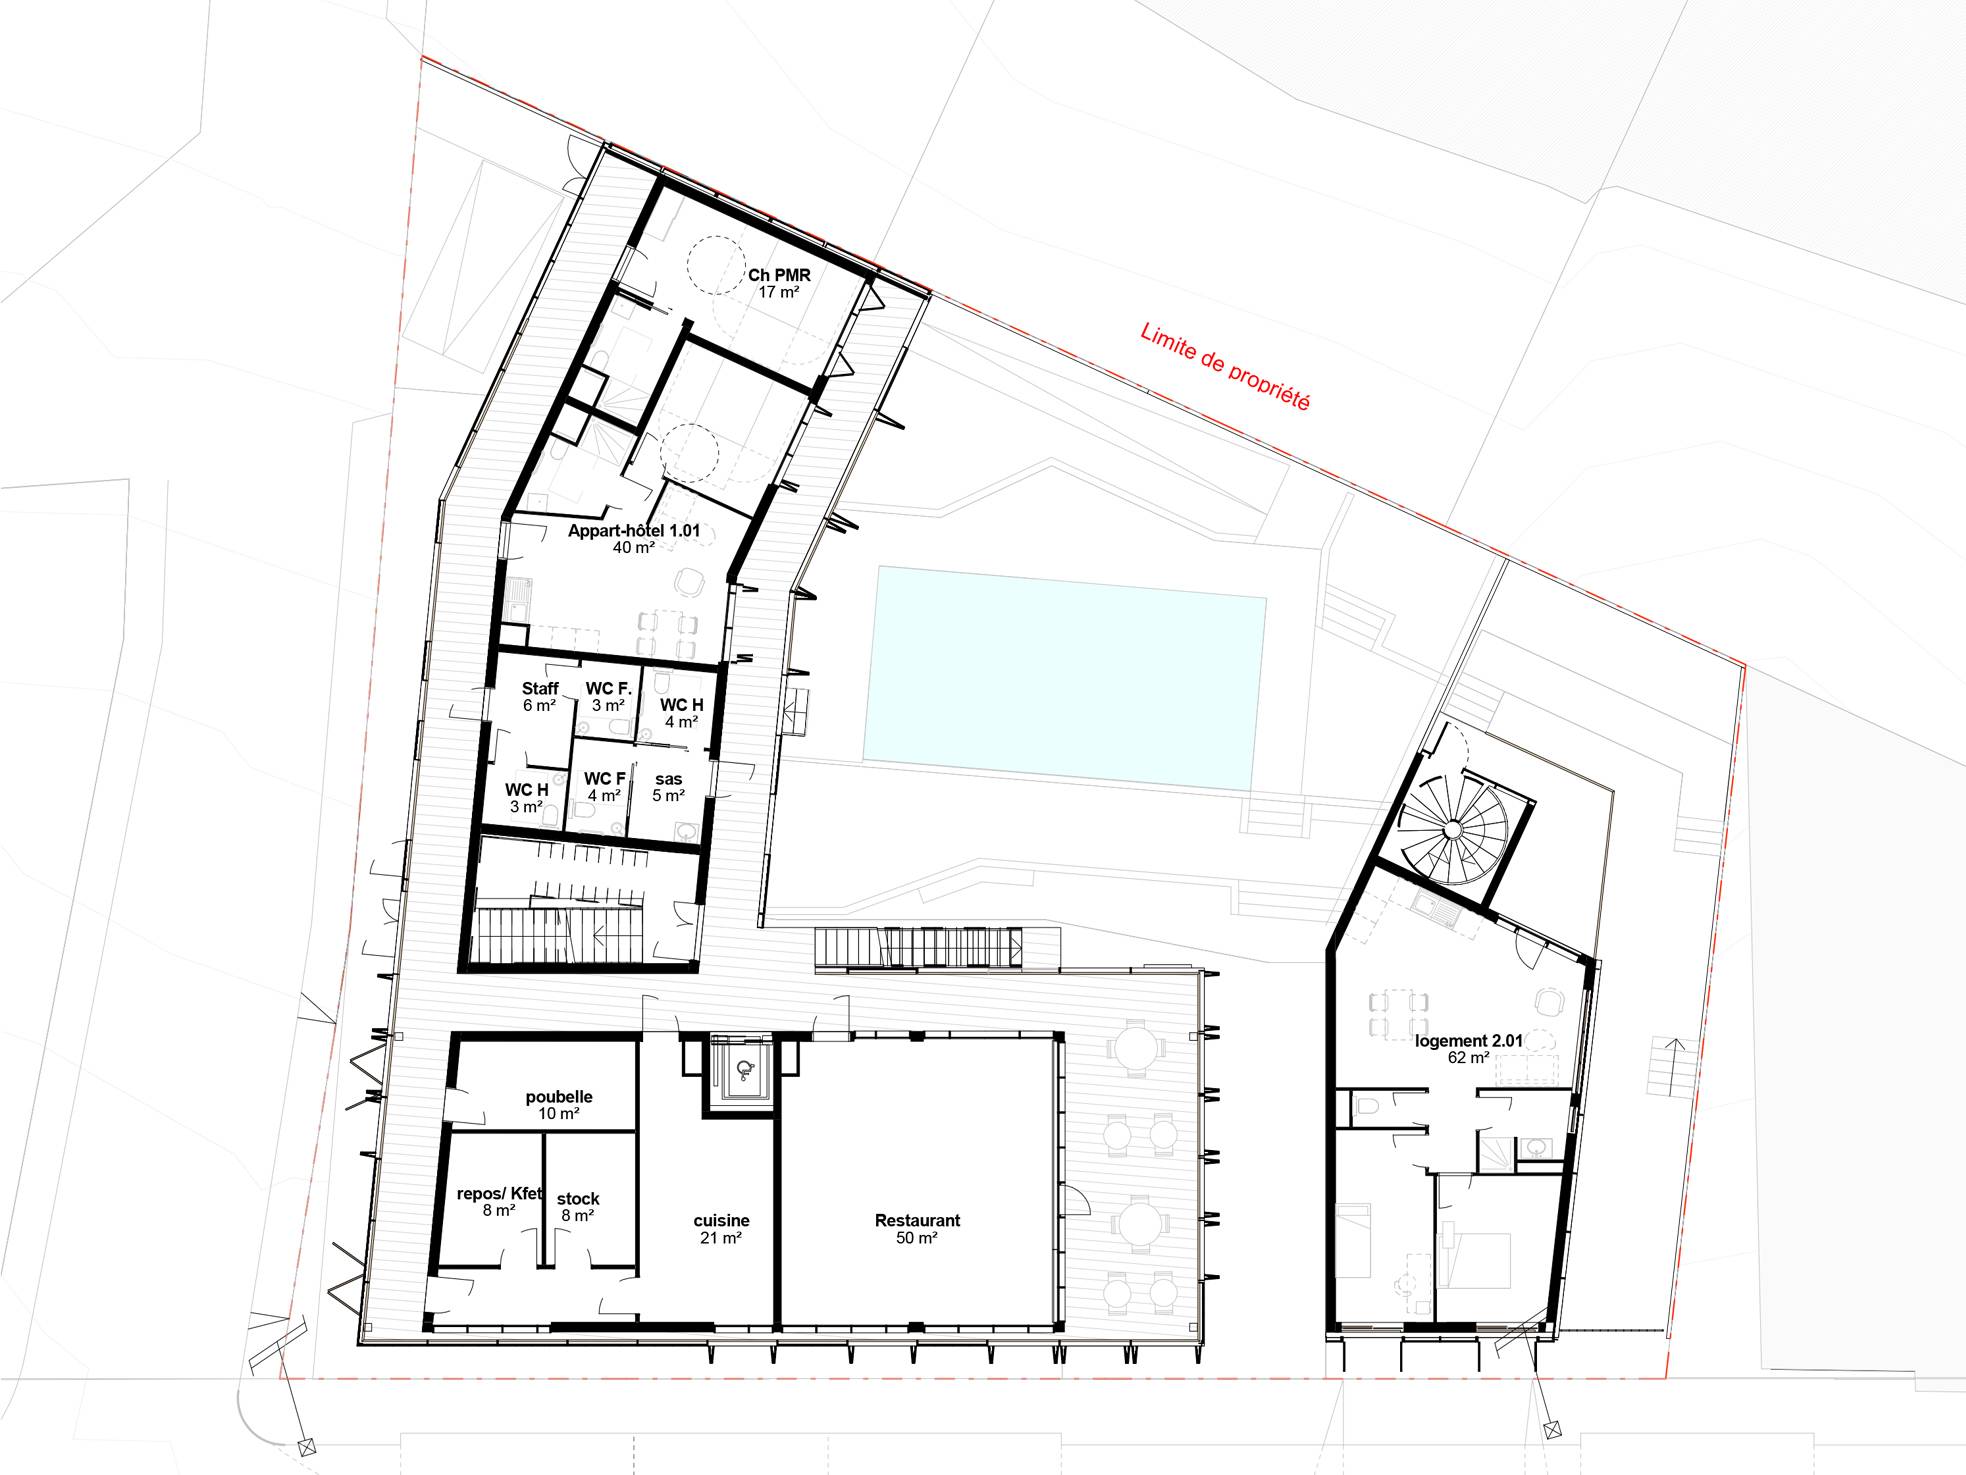 Ch PMR
17 m²
Limite de propriété
Appart-hôtel 1.01
40 m²
Staff
6 m²
WC F.
3 m²
WC H
4 m²
WC H
3 m²
WC F
4 m²
sas
5 m²
poubelle
10 m²
repos/ Kfet
8 m²
stock
8 m²
cuisine
21 m²
Restaurant
50 m²
logement 2.01
62 m²